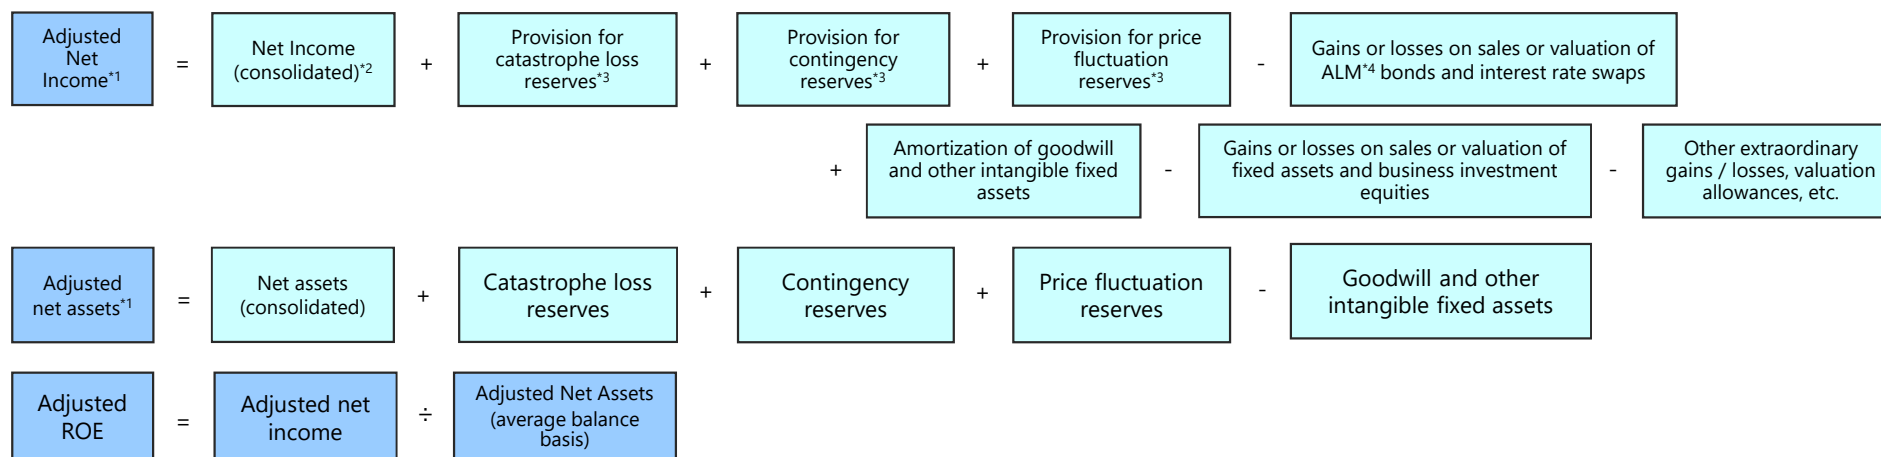 Adjusted
Net
Income*1
=
Net Income
(consolidated)*2
+
Provision for
catastrophe loss
reserves*3
+
Provision for
contingency
reserves*3
+
Provision for price
fluctuation
reserves*3
-
Gains or losses on sales or valuation of
ALM*4 bonds and interest rate swaps
+
Amortization of goodwill
and other intangible fixed
assets
-
Gains or losses on sales or valuation of
fixed assets and business investment
equities
-
Other extraordinary
gains / losses, valuation
allowances, etc.
Adjusted
net assets*1
=
Net assets
(consolidated)
+
Catastrophe loss
reserves
+
Contingency
reserves
+
Price fluctuation
reserves
-
Goodwill and other
intangible fixed assets
Adjusted
ROE
=
Adjusted net
income
÷
Adjusted Net Assets
(average balance
basis)